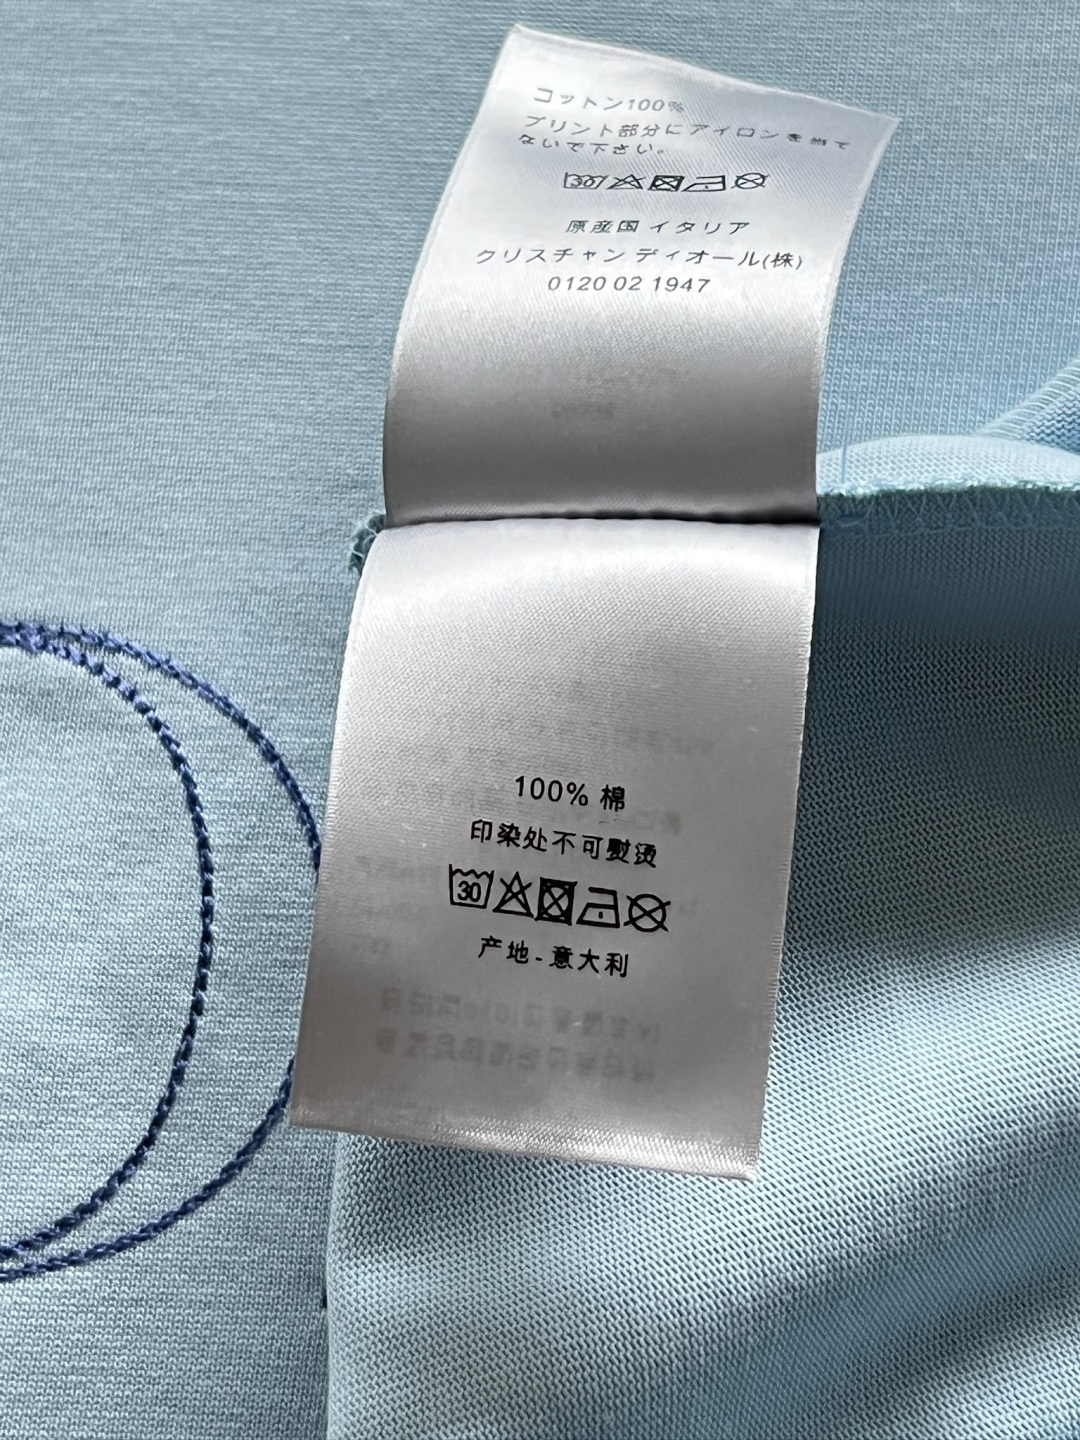 コットン100%
プリント部分にアイロンを当て
ないで下さい。
30
原産国 イタリア
クリスチャン ディオール(株)
0120 02 1947
100% 棉
印染处不可熨烫
30
产地-意大利